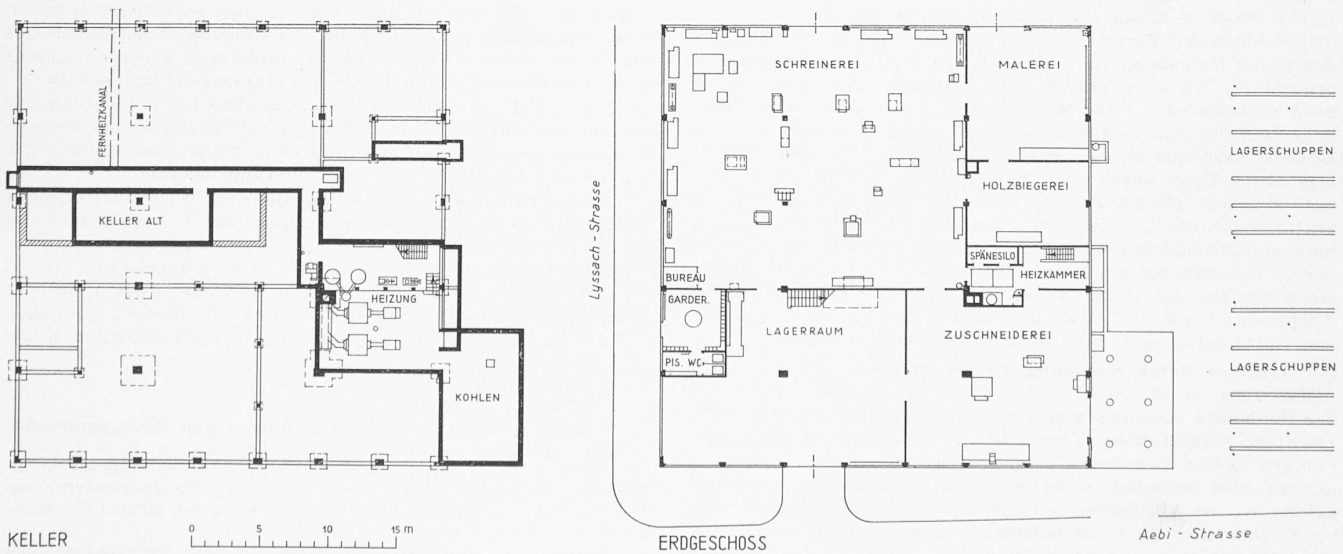 FERNHEIZKANAL
KELLER ALT
HEIZUNG
KOHLEN
KELLER
0 5 10 15 m
SCHREINEREI
MALEREI
LAGERSCHUPPEN
HOLZBIEGEREI
Lyssach - Strasse
SPÄNESILO
BUREAU
HEIZKAMMER
GARDER.
LAGERRAUM
ZUSCHNEIDEREI
PIS. WC.
LAGERSCHUPPEN
ERDGESCHOSS
Aebi - Strasse